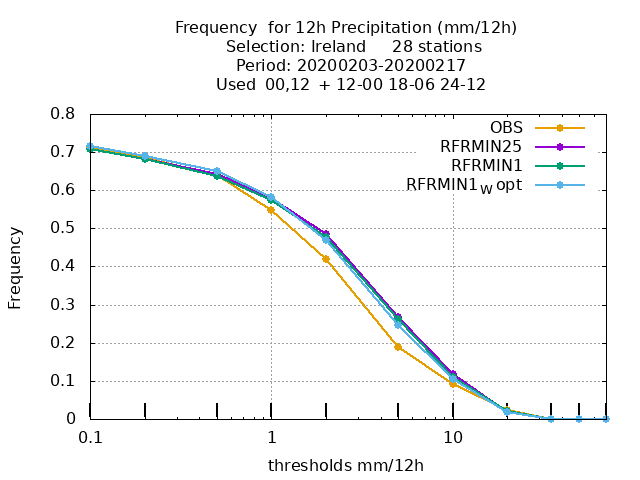 Frequency  for 12h Precipitation (mm/12h)
Selection: Ireland     28 stations
Period: 20200203-20200217
Used  00,12  + 12-00 18-06 24-12
0.8
0.7
0.6
0.5
0.4
0.3
0.2
0.1
0
Frequency
OBS
RFRMIN25
RFRMIN1
RFRMIN1w opt
0.1 1 10
thresholds mm/12h